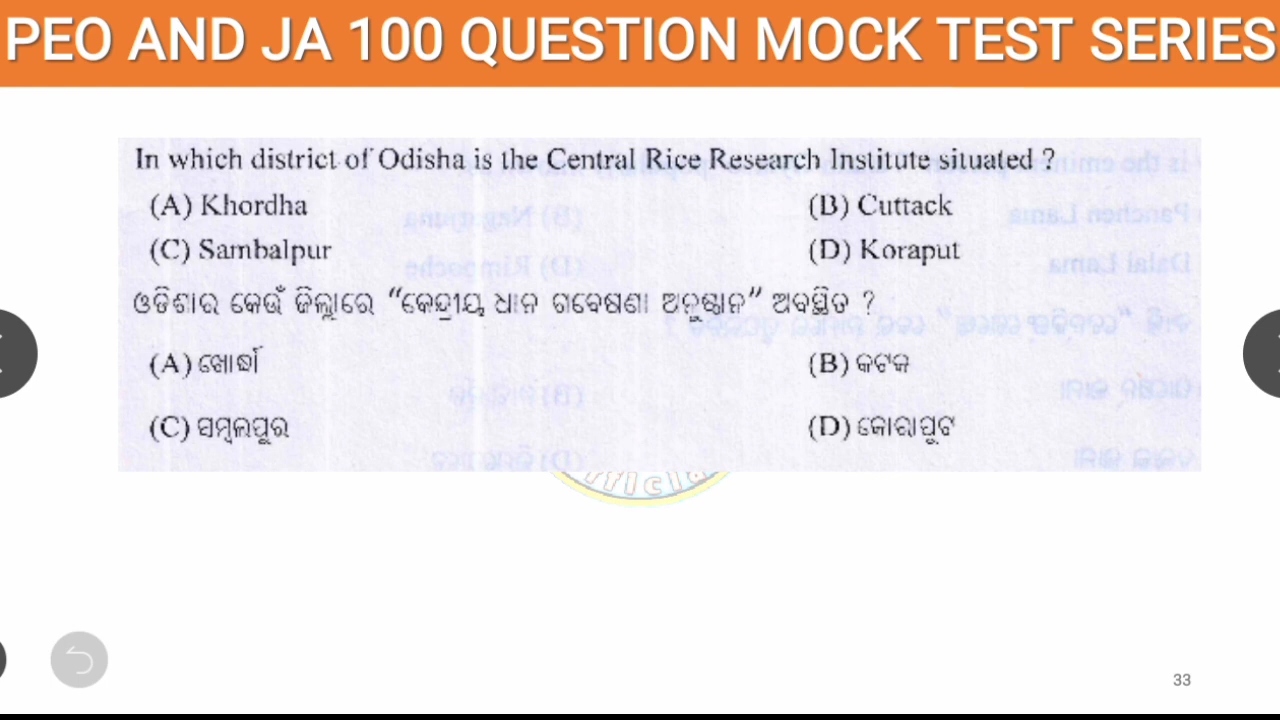 PEO AND JA 100 QUESTION MOCK TEST SERIES
In which district of Odisha is the Central Rice Research Institute situated ?
(A) Khordha (B) Cuttack
(C) Sambalpur (D) Koraput
ଓଡିଶାର କେଉଁ ଜିଲ୍ଲାରେ “କେନ୍ଦ୍ରୀୟ ଧାନ ଗବେଷଣା ଅନୁଷ୍ଠାନ” ଅବସ୍ଥିତ ?
(A) ଖୋର୍ଦ୍ଧା (B) କଟକ
(C) ସମ୍ବଲପୁର (D) କୋରାପୁଟ
33